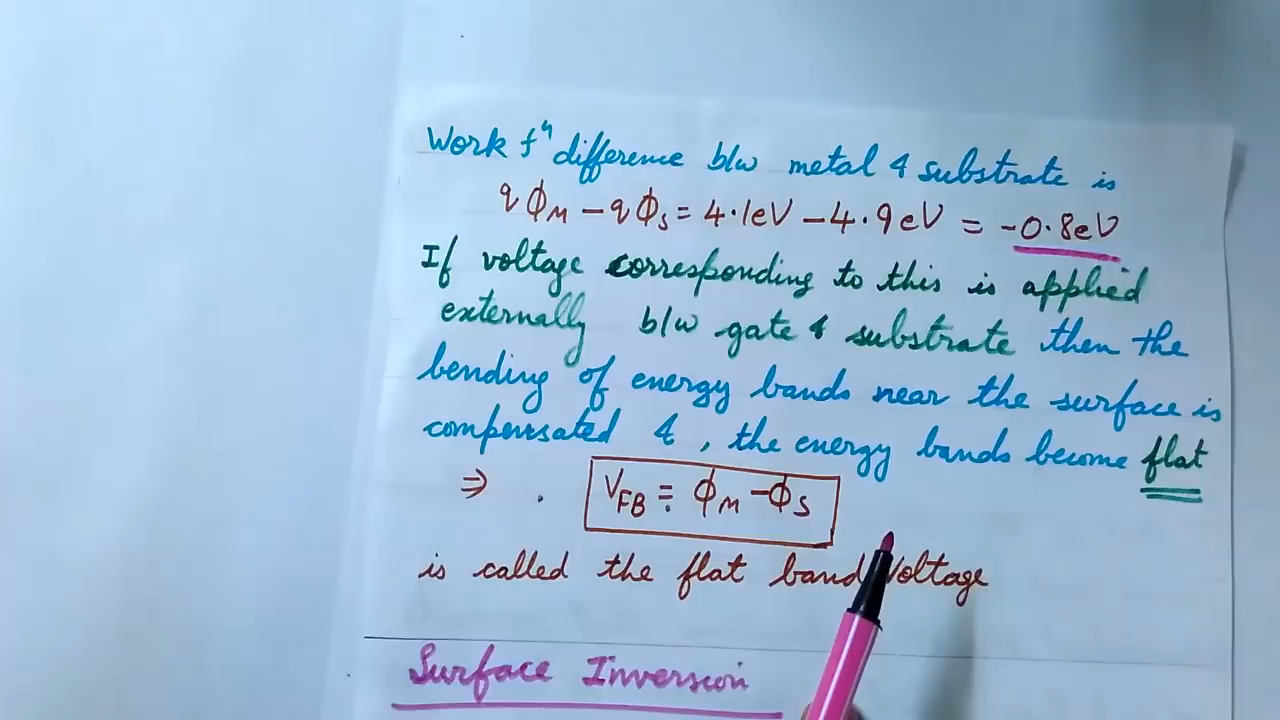 Work fⁿ difference b/w metal & substrate is
qϕM - qϕS = 4.1eV - 4.9eV = -0.8eV
If voltage corresponding to this is applied
externally b/w gate & substrate then the
bending of energy bands near the surface is
compensated &, the energy bands become flat
⇒ . VFB = ϕM - ϕS
is called the flat band Voltage
Surface Inversion